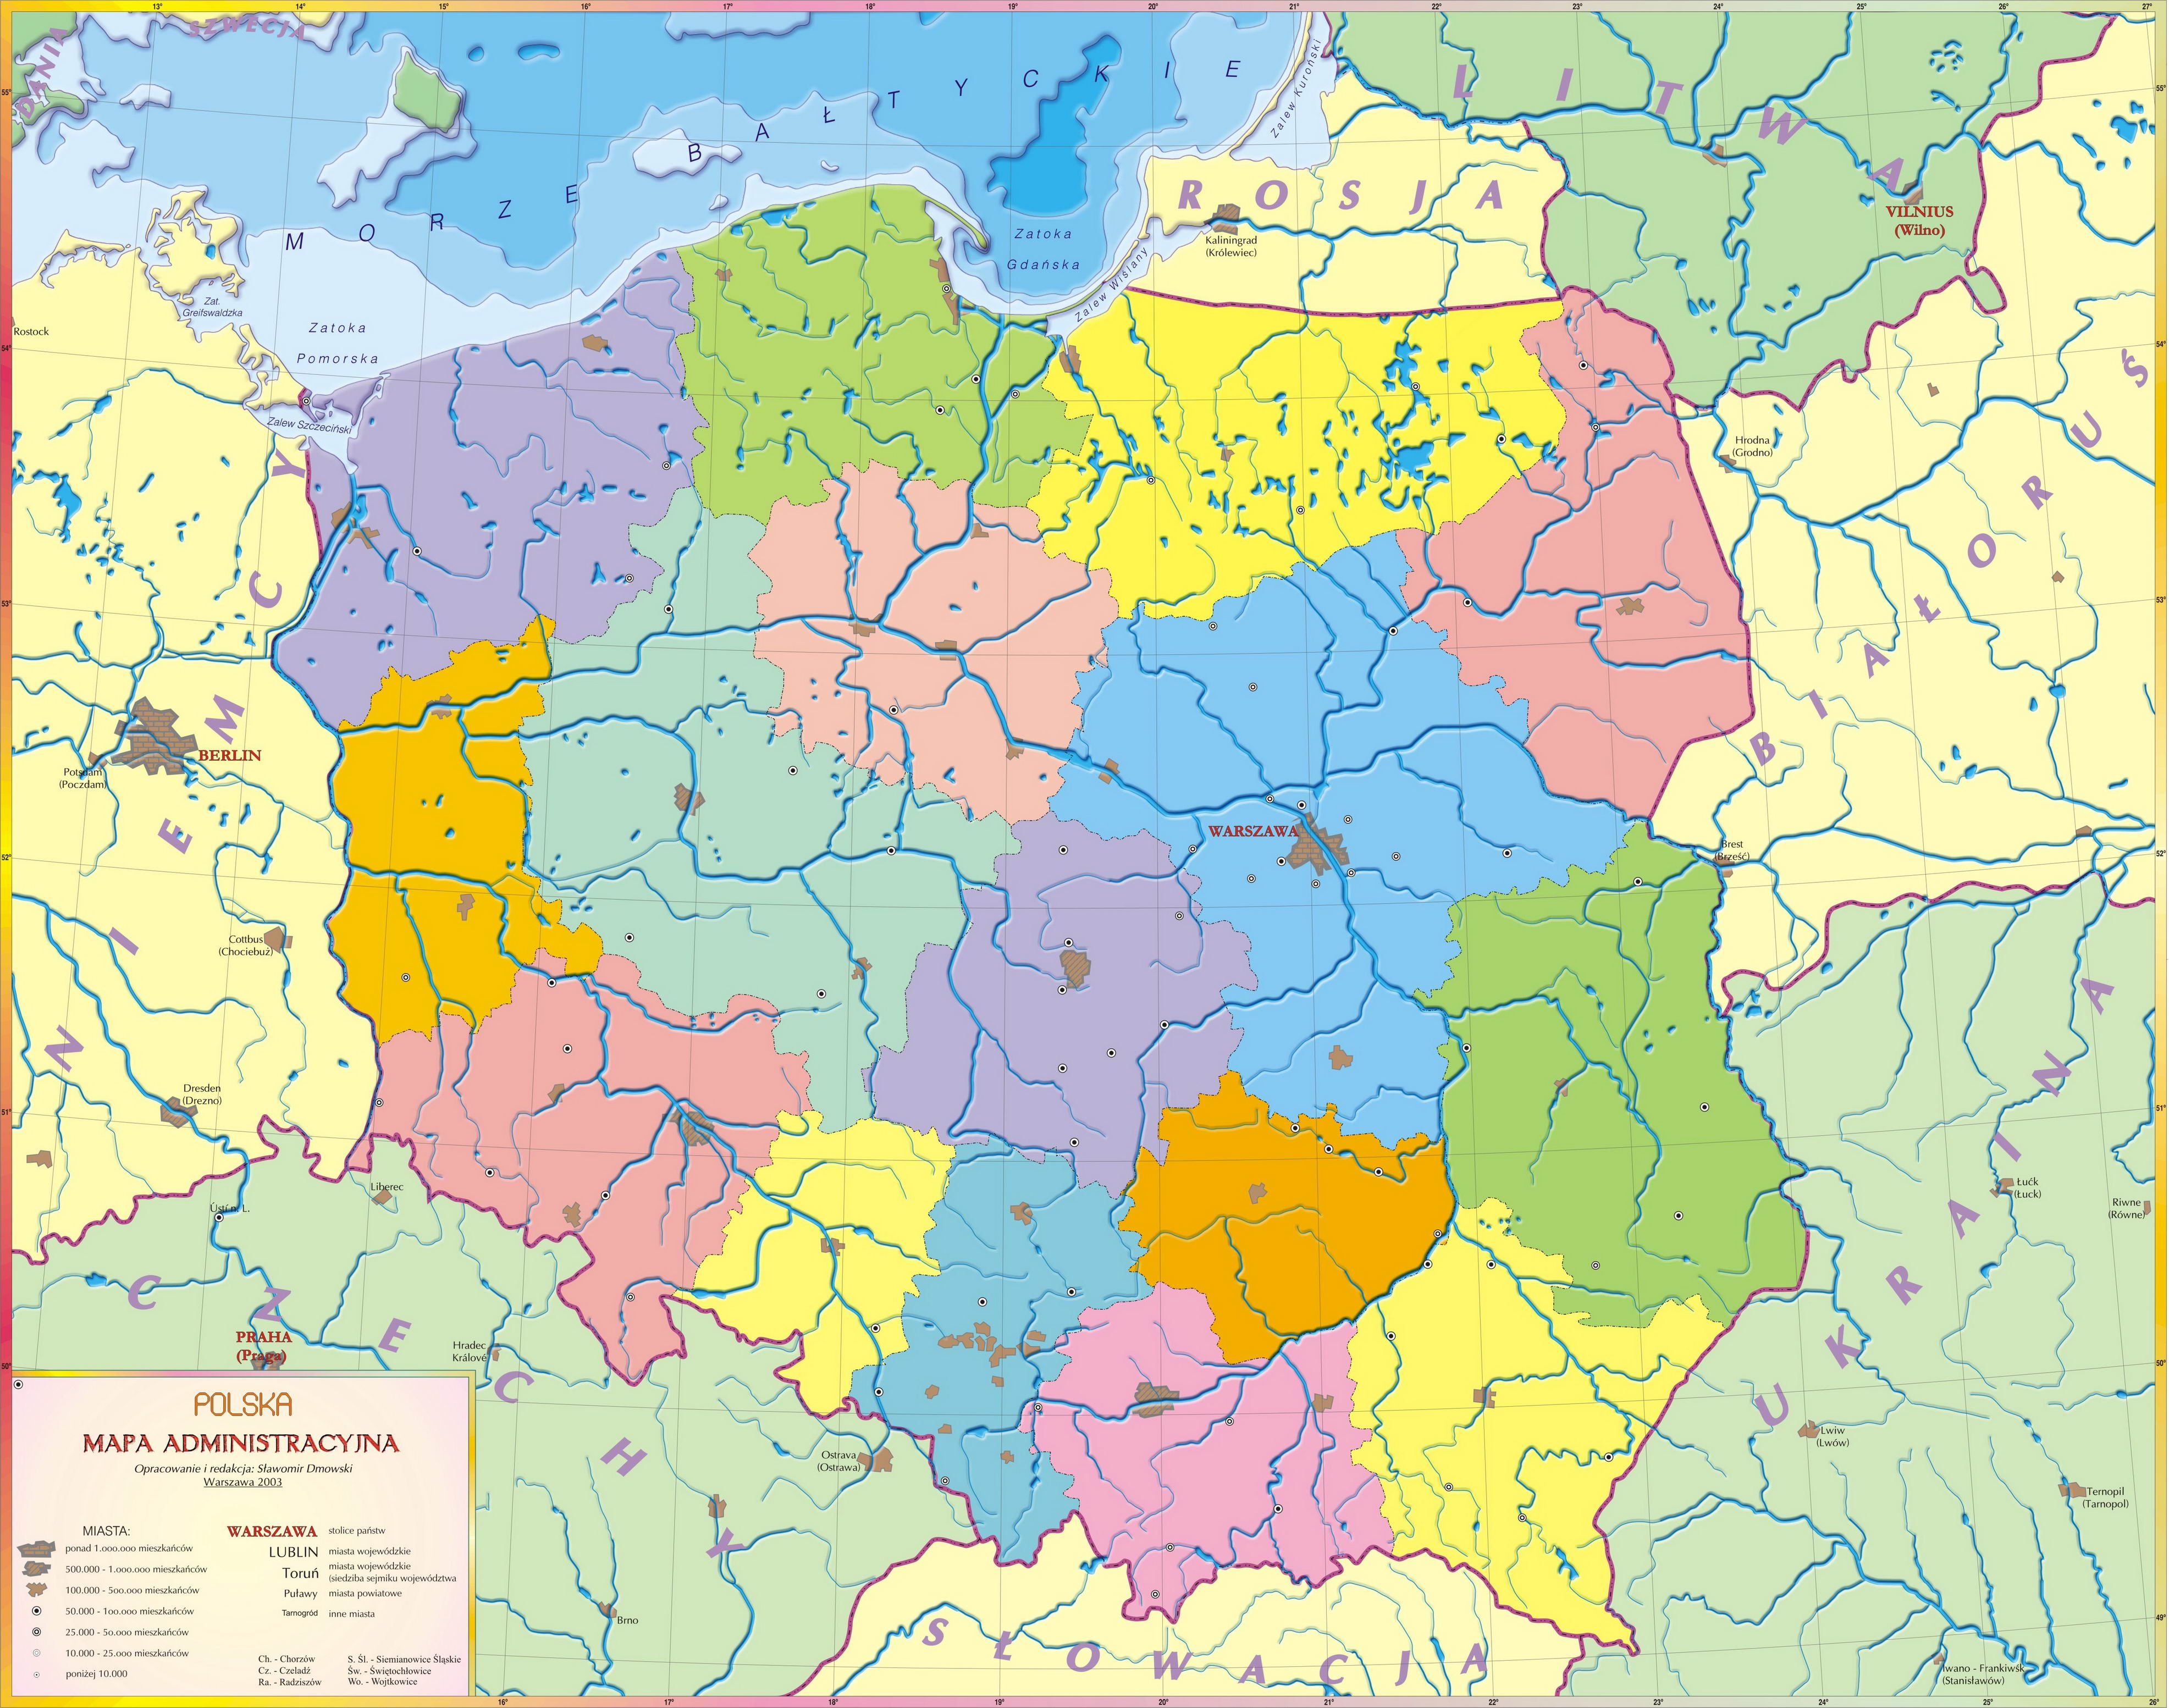 13° 14° 15° 16° 17° 18° 19° 20° 21° 22° 23° 24° 25° 26° 27°
55°
54°
53°
52°
51°
50°
55°
54°
53°
52°
51°
50°
49°
16° 17° 18° 19° 20° 21° 22° 23° 24° 25° 26°
DANIA
SZWECJA
MORZE BAŁTYCKIE
Zalew Kuroński
LITWA
ROSJA
VILNIUS
(Wilno)
Kaliningrad
(Królewiec)
Zatoka
Gdańska
Zalew Wiślany
Zat.
Greifswaldzka
Zatoka
Pomorska
Rostock
Zalew Szczeciński
Hrodna
(Grodno)
BIAŁORUŚ
NIEMCY
BERLIN
Potsdam
(Poczdam)
WARSZAWA
Brest
(Brześć)
Cottbus
(Chociebuż)
Dresden
(Drezno)
Liberec
Ústí n. L.
CZECHY
PRAHA
(Praga)
Hradec
Králové
Ostrava
(Ostrawa)
Brno
SŁOWACJA
UKRAINA
Łućk
(Łuck)
Riwne
(Równe)
Lwiw
(Lwów)
Ternopil
(Tarnopol)
Iwano - Frankiwśk
(Stanisławów)
POLSKA
MAPA ADMINISTRACYJNA
Opracowanie i redakcja: Sławomir Dmowski
Warszawa 2003
MIASTA:
ponad 1.000.000 mieszkańców
500.000 - 1.000.000 mieszkańców
100.000 - 500.000 mieszkańców
50.000 - 100.000 mieszkańców
25.000 - 50.000 mieszkańców
10.000 - 25.000 mieszkańców
poniżej 10.000
WARSZAWA stolice państw
LUBLIN miasta wojewódzkie
Toruń miasta wojewódzkie
(siedziba sejmiku województwa
Puławy miasta powiatowe
Tarnogród inne miasta
Ch. - Chorzów
Cz. - Czeladź
Ra. - Radziszów
S. Śl. - Siemianowice Śląskie
Św. - Świętochłowice
Wo. - Wojtkowice